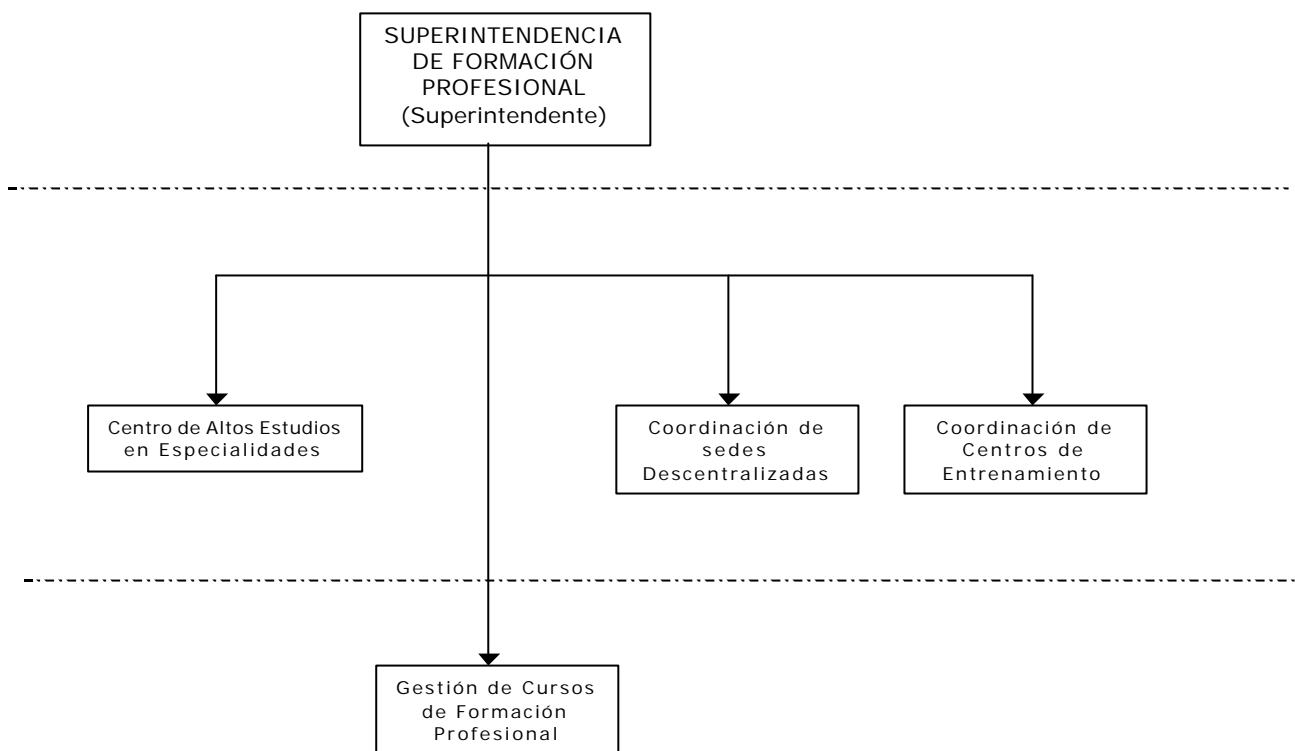 SUPERINTENDENCIA
DE FORMACIÓN
PROFESIONAL
(Superintendente)
Centro de Altos Estudios
en Especialidades
Coordinación de
sedes
Descentralizadas
Coordinación de
Centros de
Entrenamiento
Gestión de Cursos
de Formación
Profesional